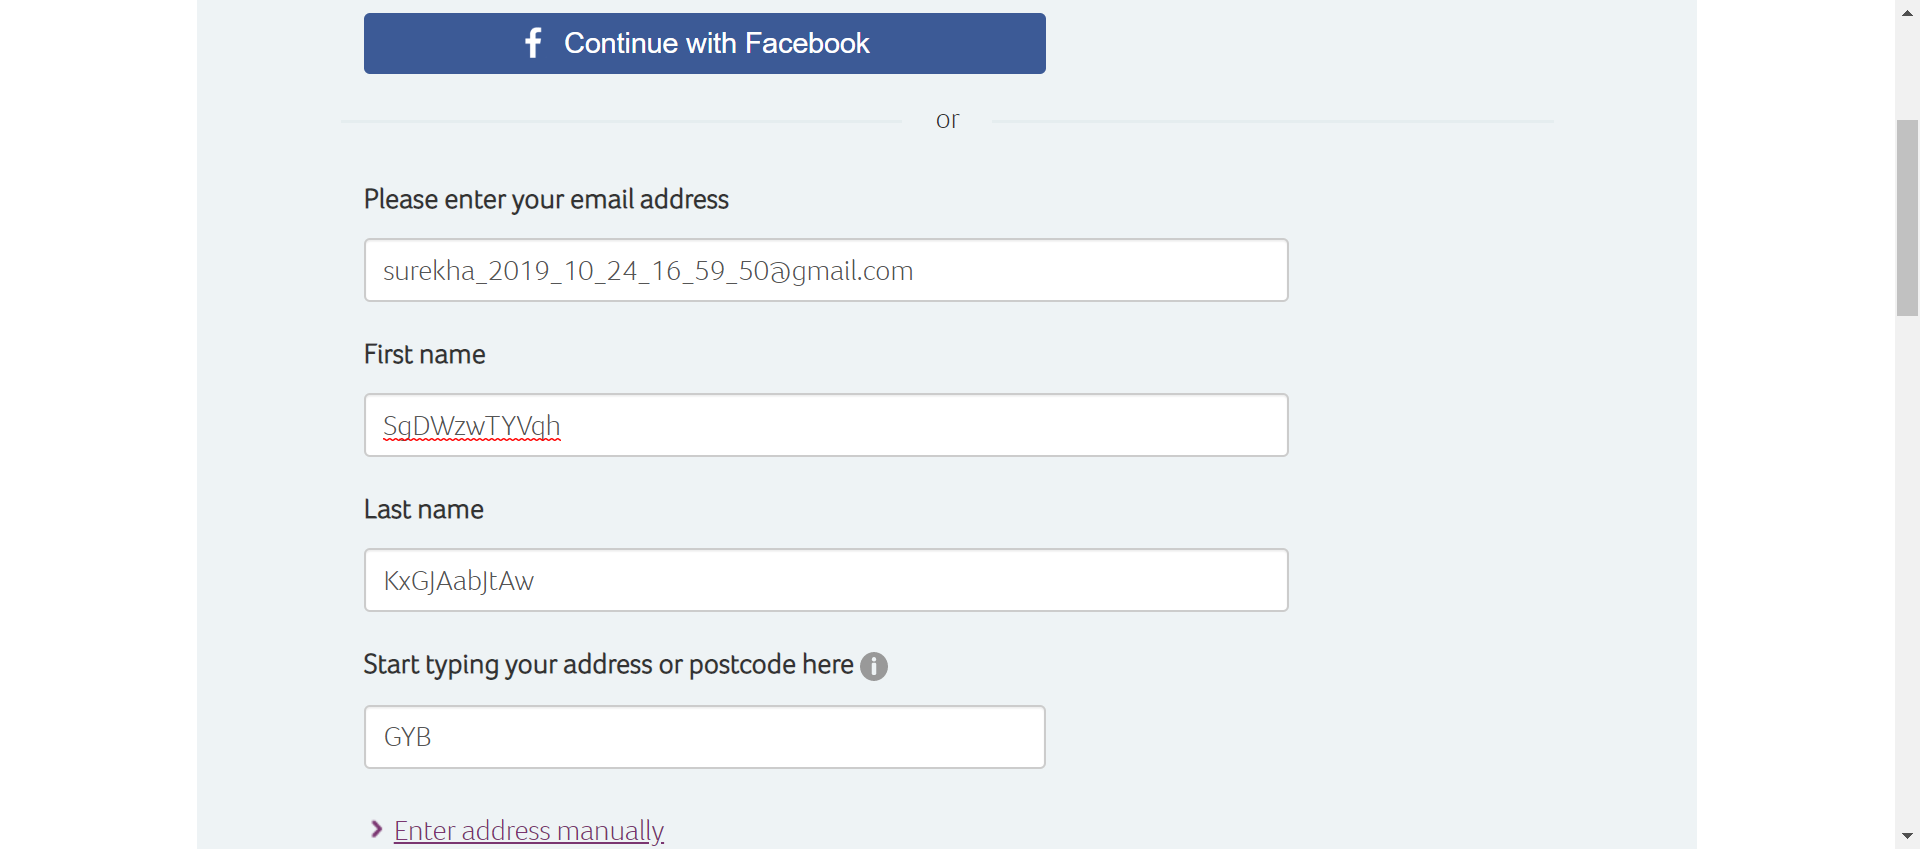 Continue with Facebook
or
Please enter your email address
surekha_2019_10_24_16_59_50@gmail.com
First name
SgDWzwTYVqh
Last name
KxGJAabJtAw
Start typing your address or postcode here
GYB
Enter address manually